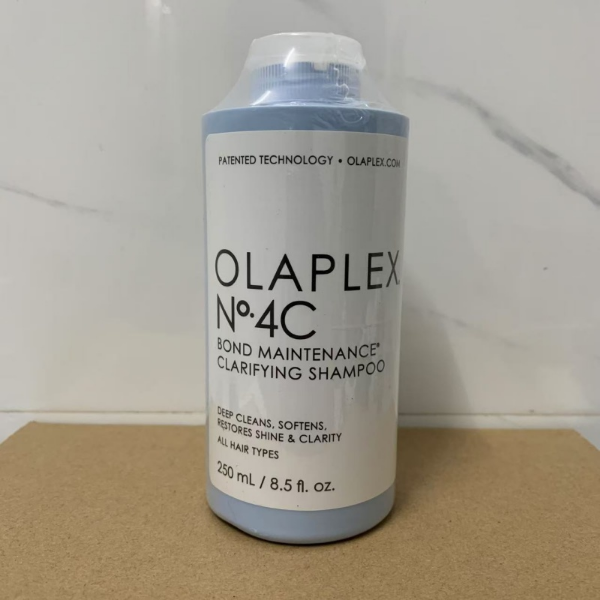 PATENTED TECHNOLOGY • OLAPLEX.COM
OLAPLEX.
Nº.4C
BOND MAINTENANCE®
CLARIFYING SHAMPOO
DEEP CLEANS, SOFTENS,
RESTORES SHINE & CLARITY
ALL HAIR TYPES
250 mL / 8.5 fl. oz.